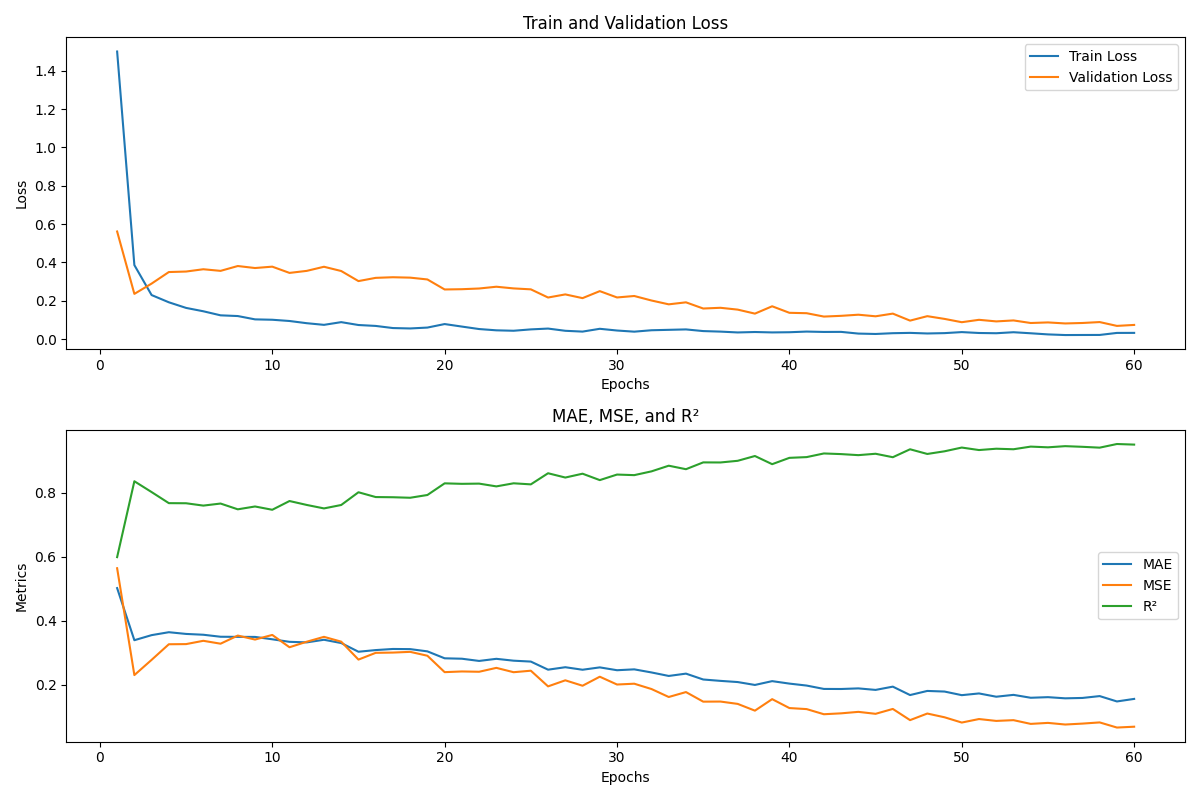 Train and Validation Loss
Loss
1.4
1.2
1.0
0.8
0.6
0.4
0.2
0.0
Train Loss
Validation Loss
0 10 20 30 40 50 60
Epochs
MAE, MSE, and R²
Metrics
0.8
0.6
0.4
0.2
MAE
MSE
R²
0 10 20 30 40 50 60
Epochs